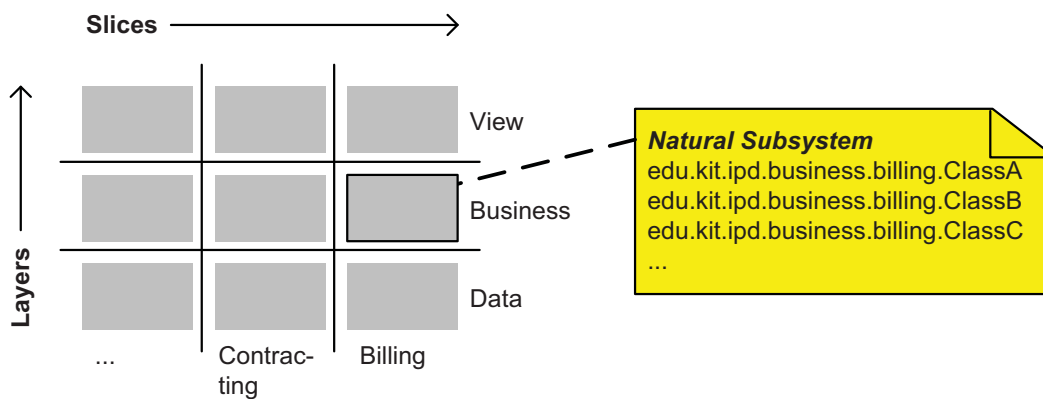 Slices
Layers
View
Business
Data
...
Contrac-
ting
Billing
Natural Subsystem
edu.kit.ipd.business.billing.ClassA
edu.kit.ipd.business.billing.ClassB
edu.kit.ipd.business.billing.ClassC
...